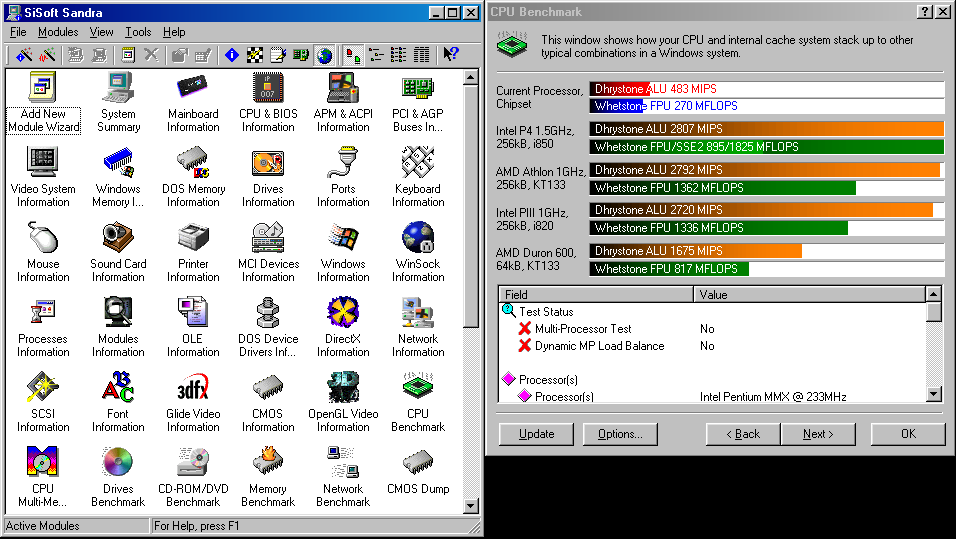 SiSoft Sandra
File Modules View Tools Help
Add New Module Wizard
System Summary
Mainboard Information
CPU & BIOS Information
APM & ACPI Information
PCI & AGP Buses In...
Video System Information
Windows Memory I...
DOS Memory Information
Drives Information
Ports Information
Keyboard Information
Mouse Information
Sound Card Information
Printer Information
MCI Devices Information
Windows Information
WinSock Information
Processes Information
Modules Information
OLE Information
DOS Device Drivers Inf...
DirectX Information
Network Information
SCSI Information
Font Information
3dfx
Glide Video Information
CMOS Information
OpenGL Video Information
CPU Benchmark
CPU Multi-Me...
Drives Benchmark
CD-ROM/DVD Benchmark
Memory Benchmark
Network Benchmark
CMOS Dump
Active Modules
For Help, press F1
CPU Benchmark
This window shows how your CPU and internal cache system stack up to other
typical combinations in a Windows system.
Current Processor,
Chipset
Dhrystone ALU 483 MIPS
Whetstone FPU 270 MFLOPS
Intel P4 1.5GHz,
256kB, i850
Dhrystone ALU 2807 MIPS
Whetstone FPU/SSE2 895/1825 MFLOPS
AMD Athlon 1GHz,
256kB, KT133
Dhrystone ALU 2792 MIPS
Whetstone FPU 1362 MFLOPS
Intel PIII 1GHz,
256kB, i820
Dhrystone ALU 2720 MIPS
Whetstone FPU 1336 MFLOPS
AMD Duron 600,
64kB, KT133
Dhrystone ALU 1675 MIPS
Whetstone FPU 817 MFLOPS
Field Value
Test Status
Multi-Processor Test No
Dynamic MP Load Balance No
Processor(s)
Processor(s) Intel Pentium MMX @ 233MHz
Update Options... < Back Next > OK